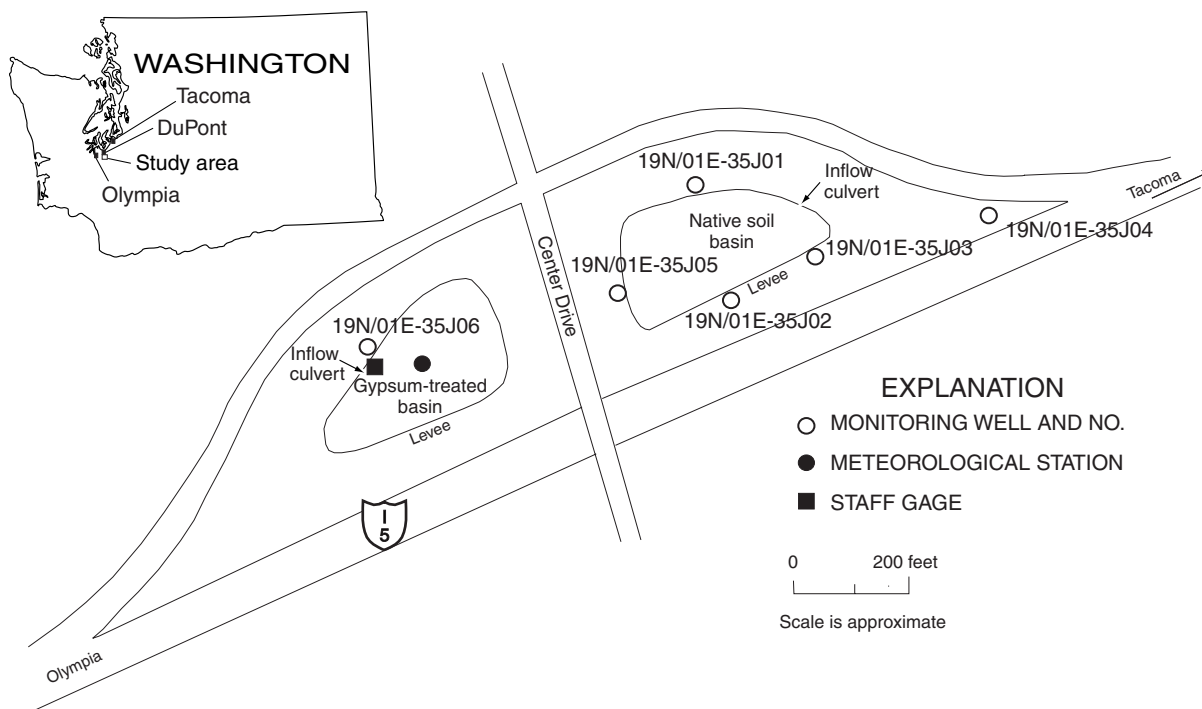 WASHINGTON
Tacoma
DuPont
Study area
Olympia
19N/01E-35J01
Inflow
culvert
Tacoma
Native soil
basin
19N/01E-35J04
19N/01E-35J03
Center Drive
19N/01E-35J05
Levee
19N/01E-35J02
19N/01E-35J06
Inflow
culvert
Gypsum-treated
basin
Levee
I
5
Olympia
EXPLANATION
MONITORING WELL AND NO.
METEOROLOGICAL STATION
STAFF GAGE
0 200 feet
Scale is approximate